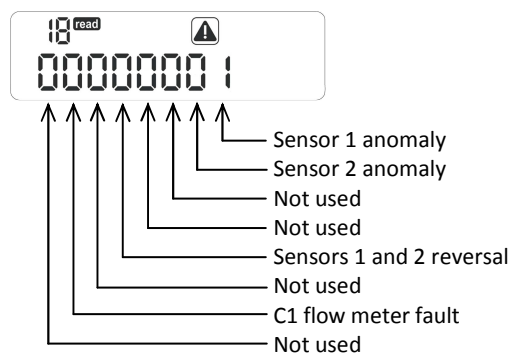 18 read
00000001
Sensor 1 anomaly
Sensor 2 anomaly
Not used
Not used
Sensors 1 and 2 reversal
Not used
C1 flow meter fault
Not used